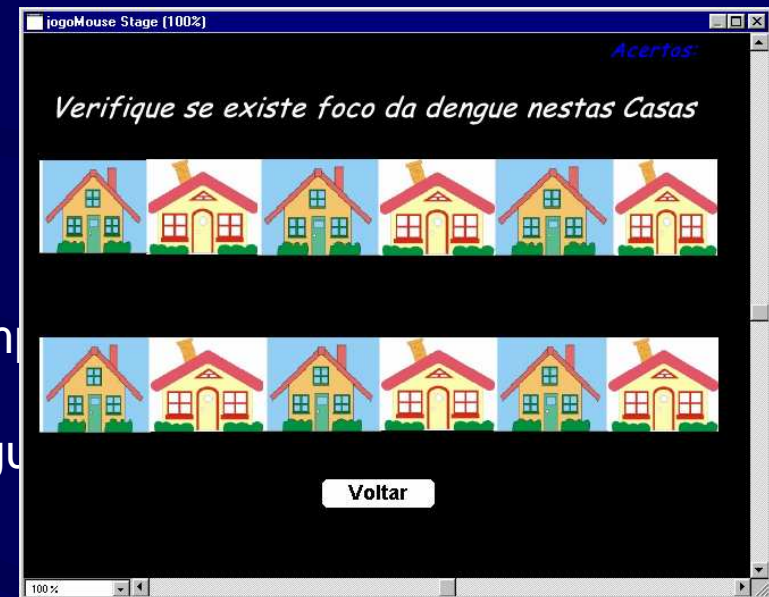 jogoMouse Stage (100%)
Acertos:
Verifique se existe foco da dengue nestas Casas
Voltar
100%